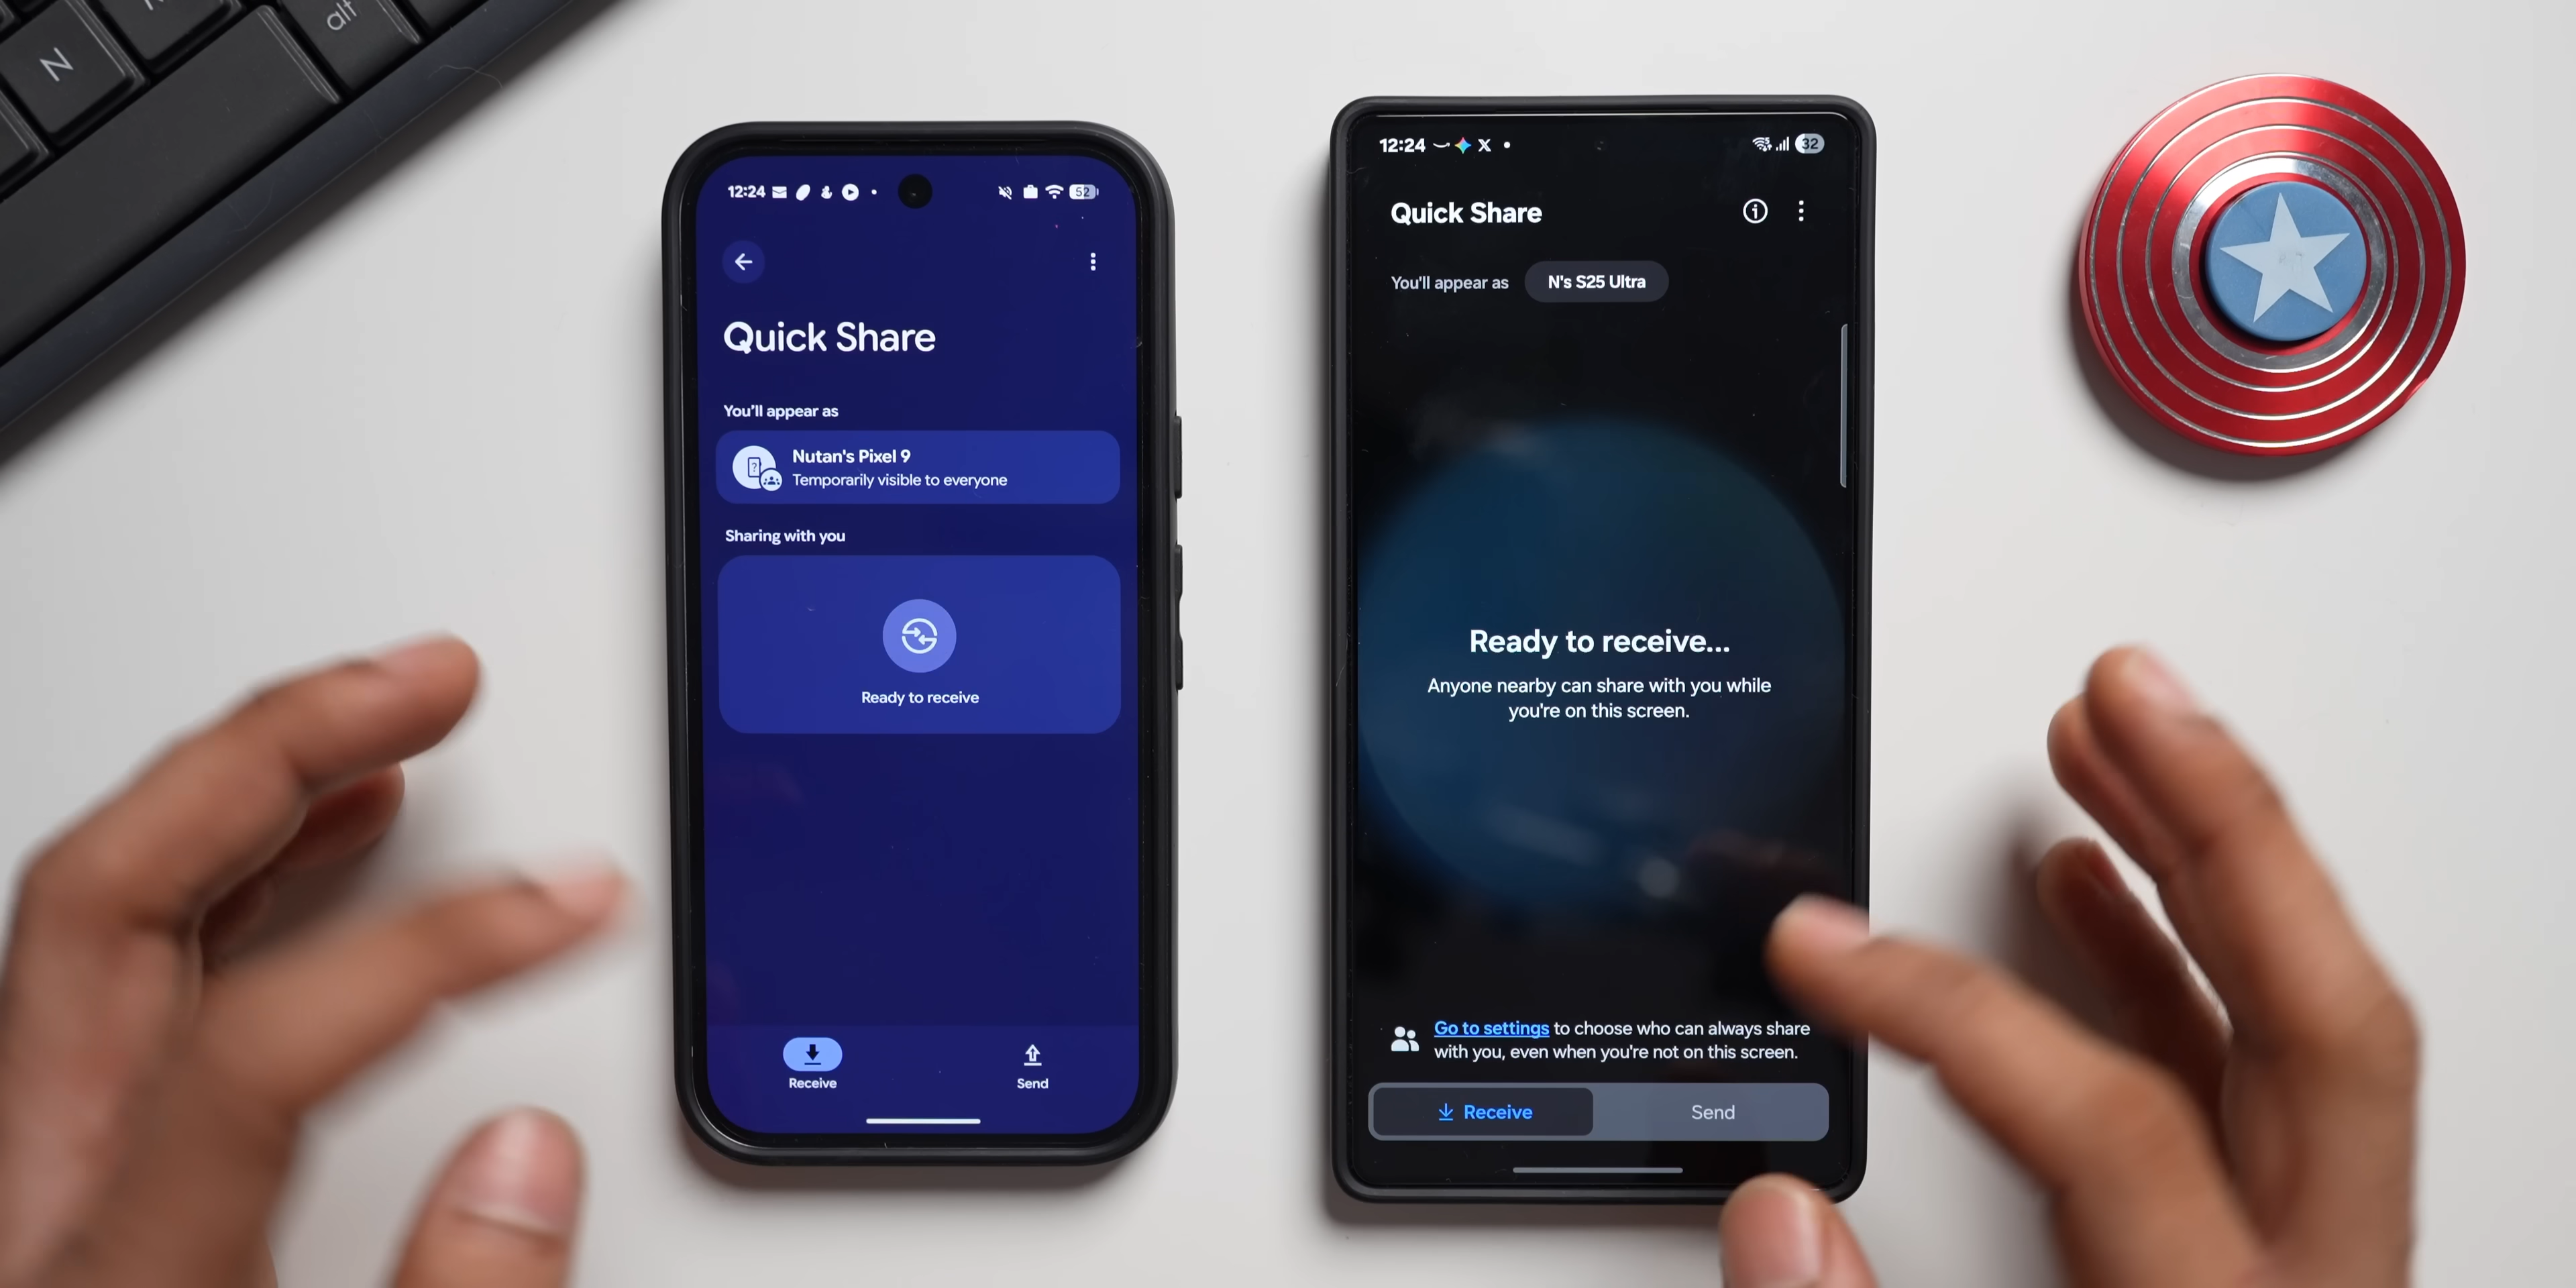 N
alt
12:24
52
Quick Share
You'll appear as
Nutan's Pixel 9
Temporarily visible to everyone
Sharing with you
Ready to receive
Receive
Send
12:24
X
32
Quick Share
You'll appear as
N's S25 Ultra
Ready to receive...
Anyone nearby can share with you while
you're on this screen.
Go to settings to choose who can always share
with you, even when you're not on this screen.
Receive
Send